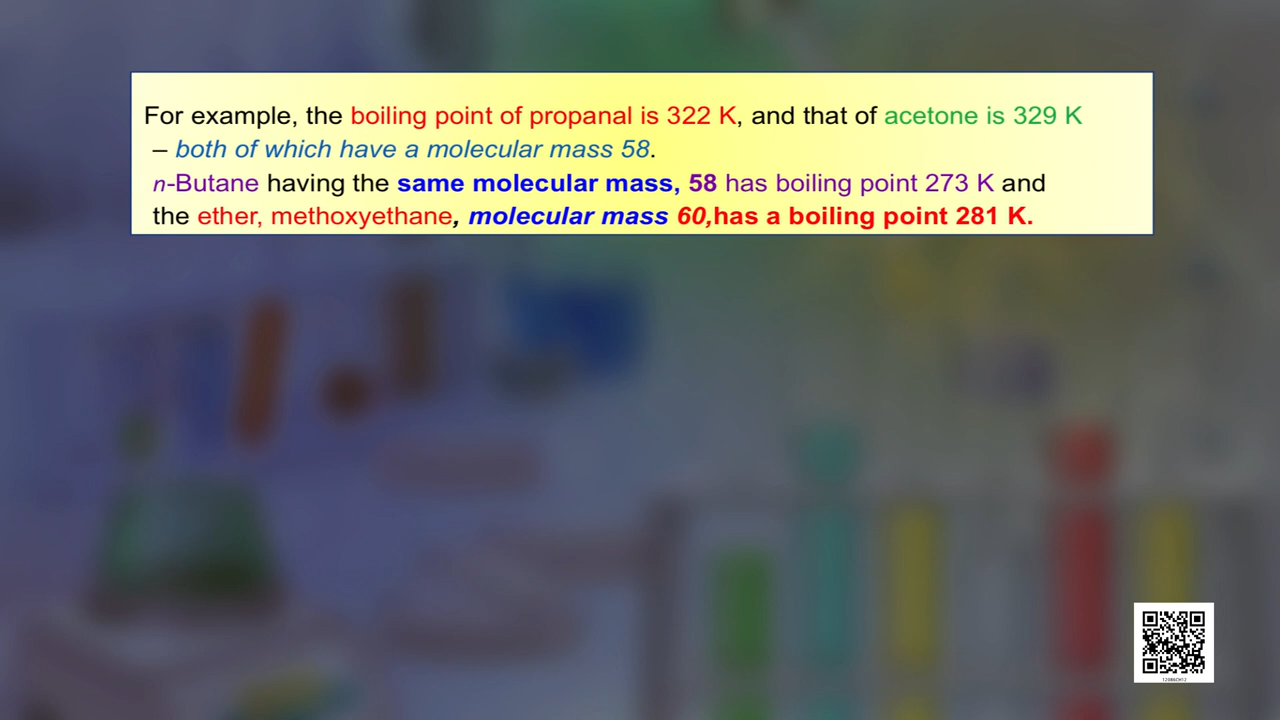 For example, the boiling point of propanal is 322 K, and that of acetone is 329 K
– both of which have a molecular mass 58.
n-Butane having the same molecular mass, 58 has boiling point 273 K and
the ether, methoxyethane, molecular mass 60,has a boiling point 281 K.